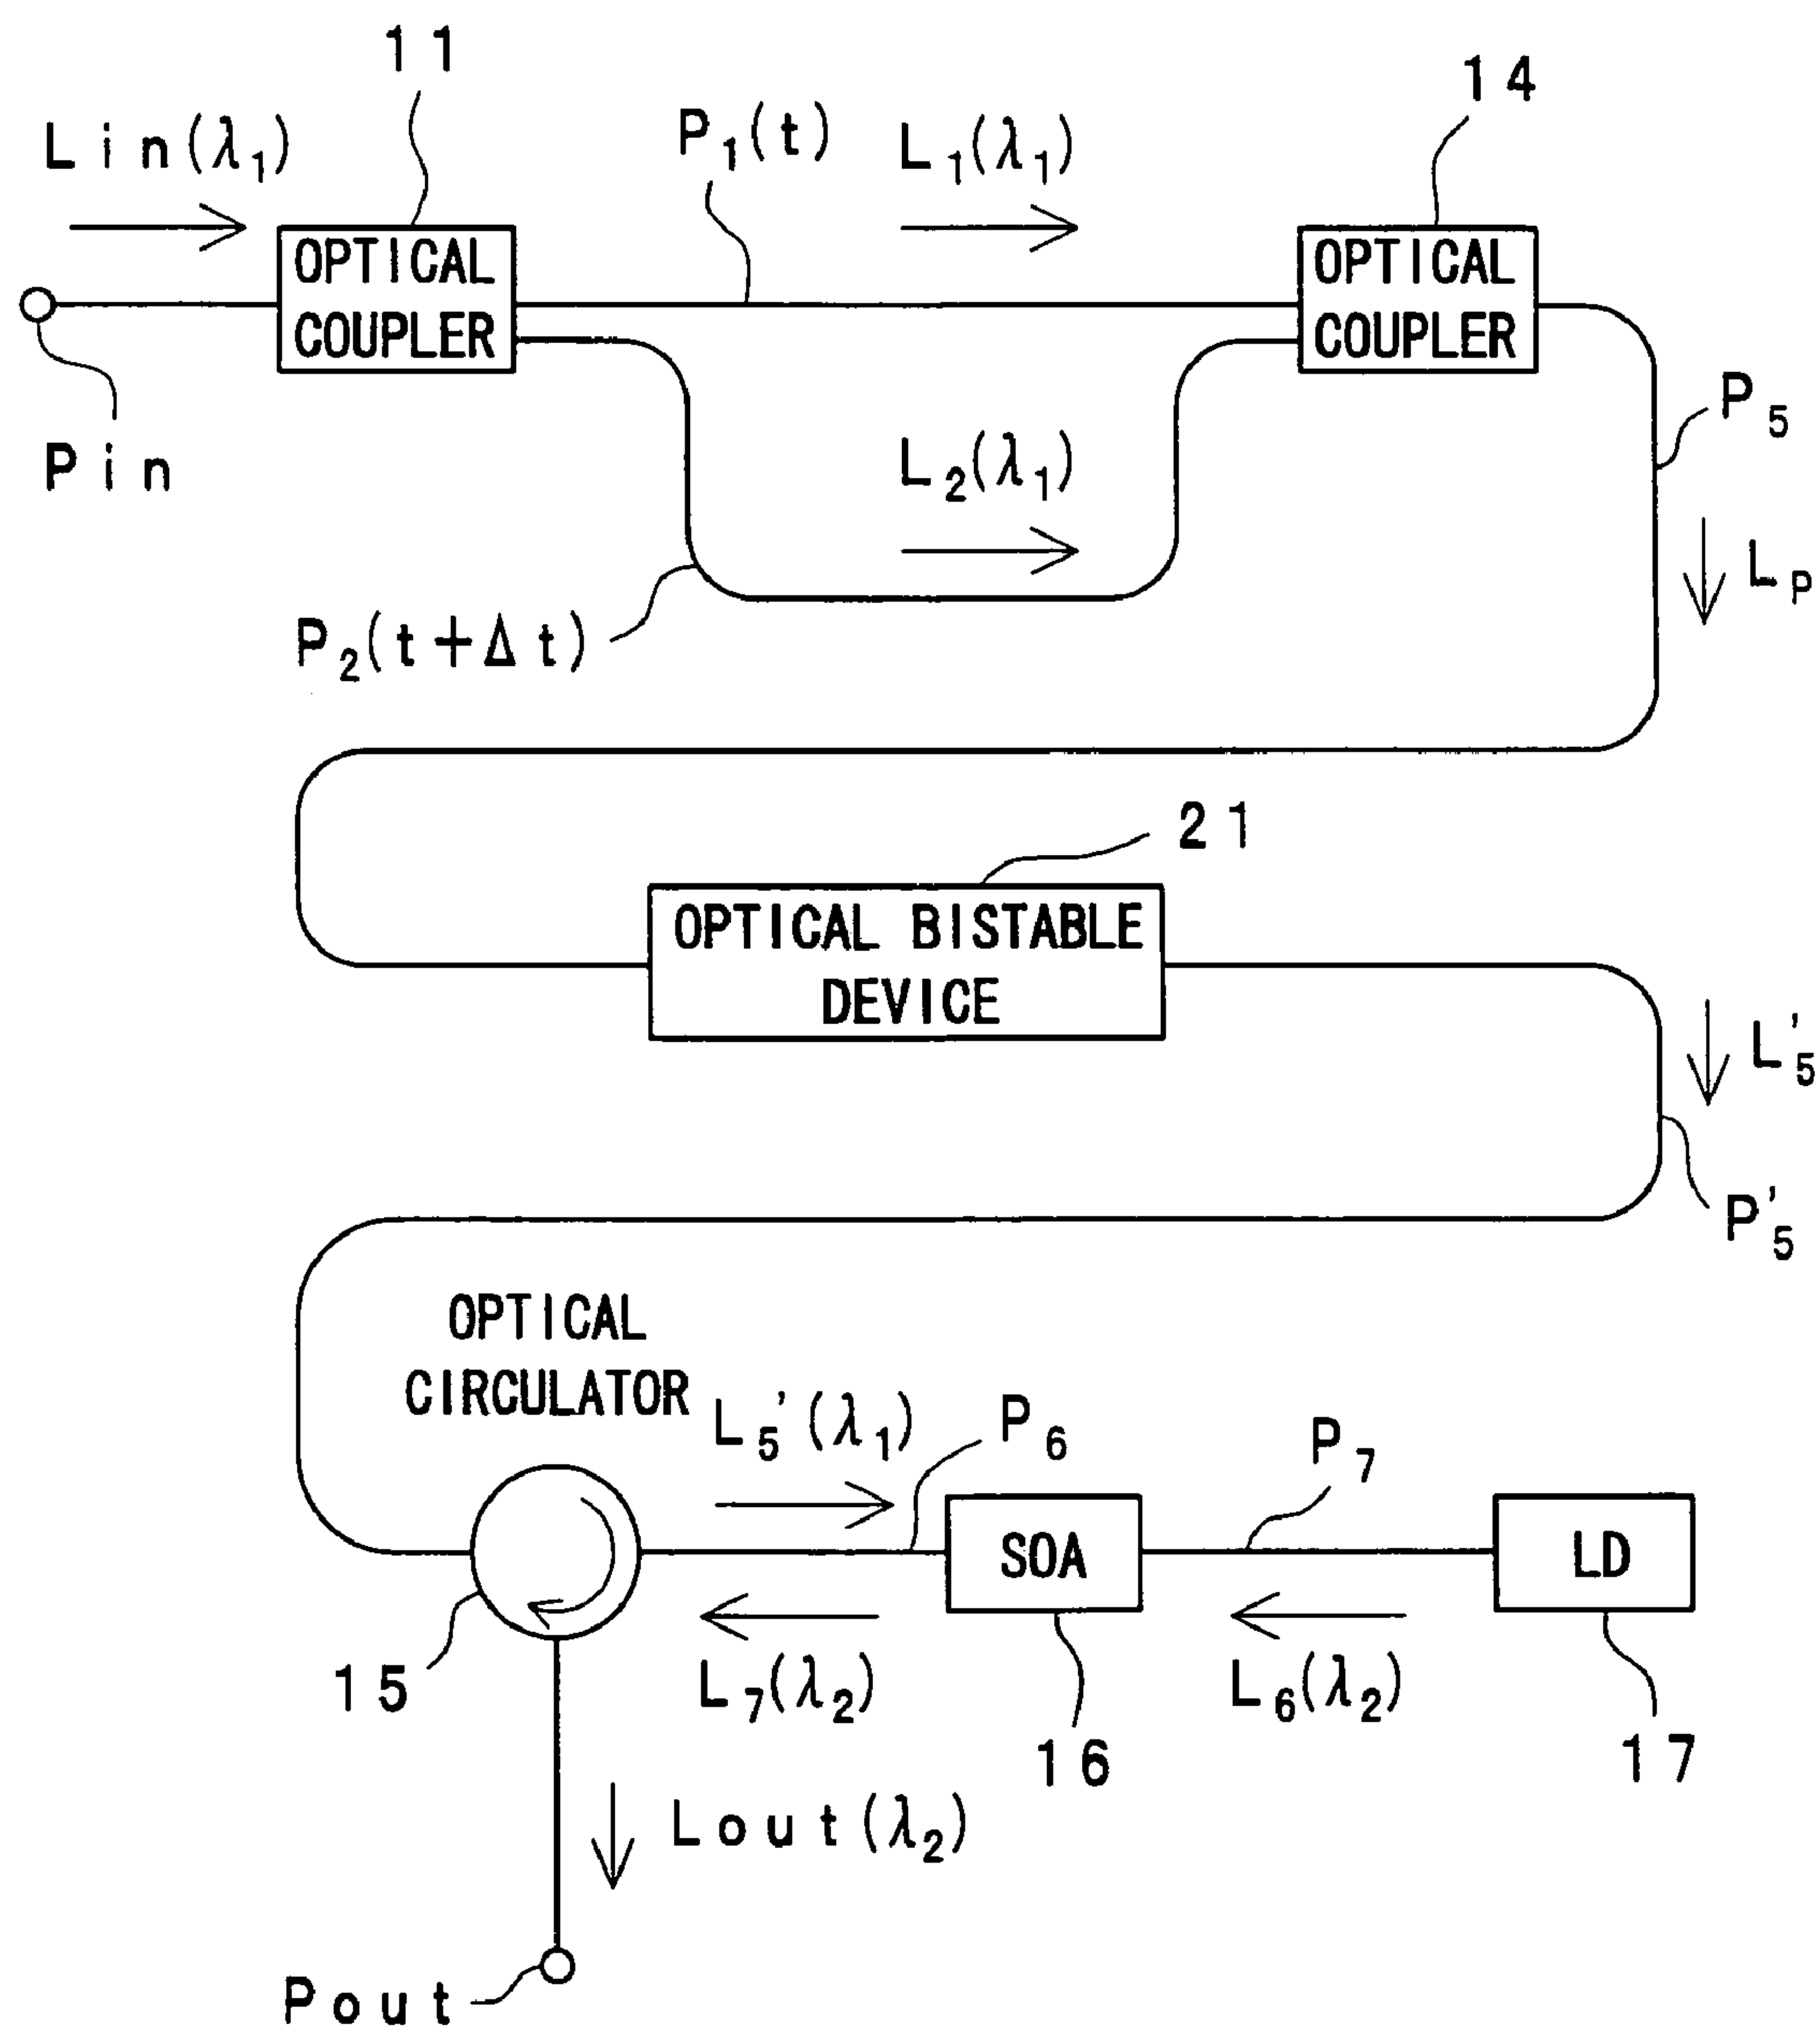 11
14
Lin(λ₁)
P₁(t)
L₁(λ₁)
OPTICAL
COUPLER
OPTICAL
COUPLER
P₅
Pin
L₂(λ₁)
Lₚ
P₂(t+Δt)
21
OPTICAL BISTABLE
DEVICE
L'₅
P'₅
OPTICAL
CIRCULATOR
L₅'(λ₁)
P₆
P₇
SOA
LD
15
L₇(λ₂)
L₆(λ₂)
16
17
Lout(λ₂)
Pout